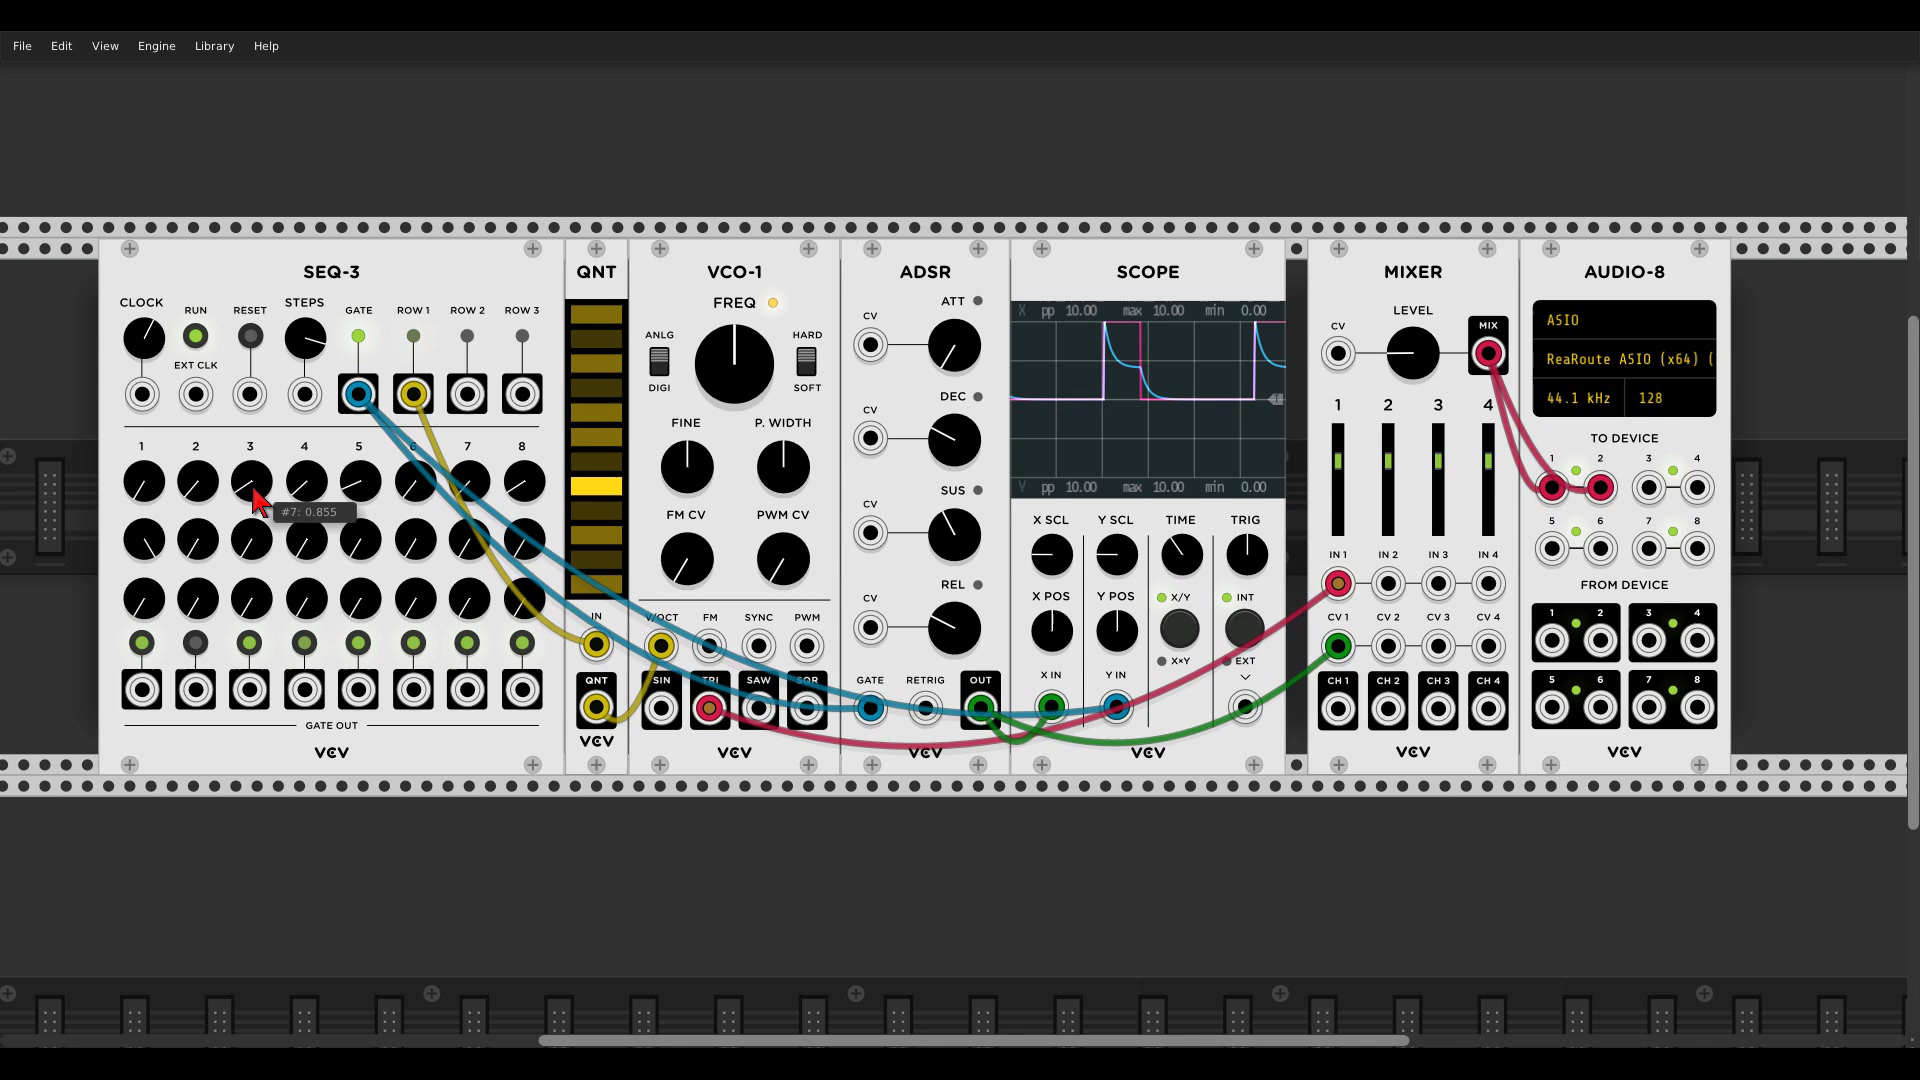 File Edit View Engine Library Help
SEQ-3
CLOCK
RUN
RESET
STEPS
GATE
ROW 1
ROW 2
ROW 3
EXT CLK
1 2 3 4 5 6 7 8
#7: 0.855
GATE OUT
VCV
QNT
IN
QNT
VCV
VCO-1
FREQ
ANLG
DIGI
HARD
SOFT
FINE
P. WIDTH
FM CV
PWM CV
V/OCT FM SYNC PWM
SIN TRI SAW SQR
VCV
ADSR
ATT
CV
DEC
CV
SUS
CV
REL
CV
GATE RETRIG OUT
VCV
SCOPE
X pp 10.00 max 10.00 min 0.00
T
Y pp 10.00 max 10.00 min 0.00
X SCL Y SCL TIME TRIG
X POS Y POS X/Y INT
X×Y EXT
X IN Y IN
VCV
MIXER
LEVEL
CV
MIX
1 2 3 4
IN 1 IN 2 IN 3 IN 4
CV 1 CV 2 CV 3 CV 4
CH 1 CH 2 CH 3 CH 4
VCV
AUDIO-8
ASIO
ReaRoute ASIO (x64) (
44.1 kHz 128
TO DEVICE
1 2 3 4
5 6 7 8
FROM DEVICE
1 2 3 4
5 6 7 8
VCV